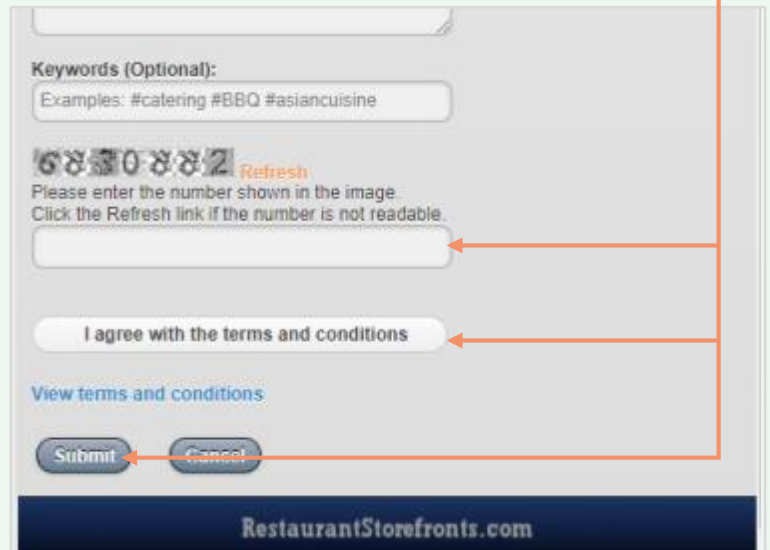 Keywords (Optional):
Examples: #catering #BBQ #asiancuisine
Refresh
Please enter the number shown in the image.
Click the Refresh link if the number is not readable.
I agree with the terms and conditions
View terms and conditions
Submit Cancel
RestaurantStorefronts.com